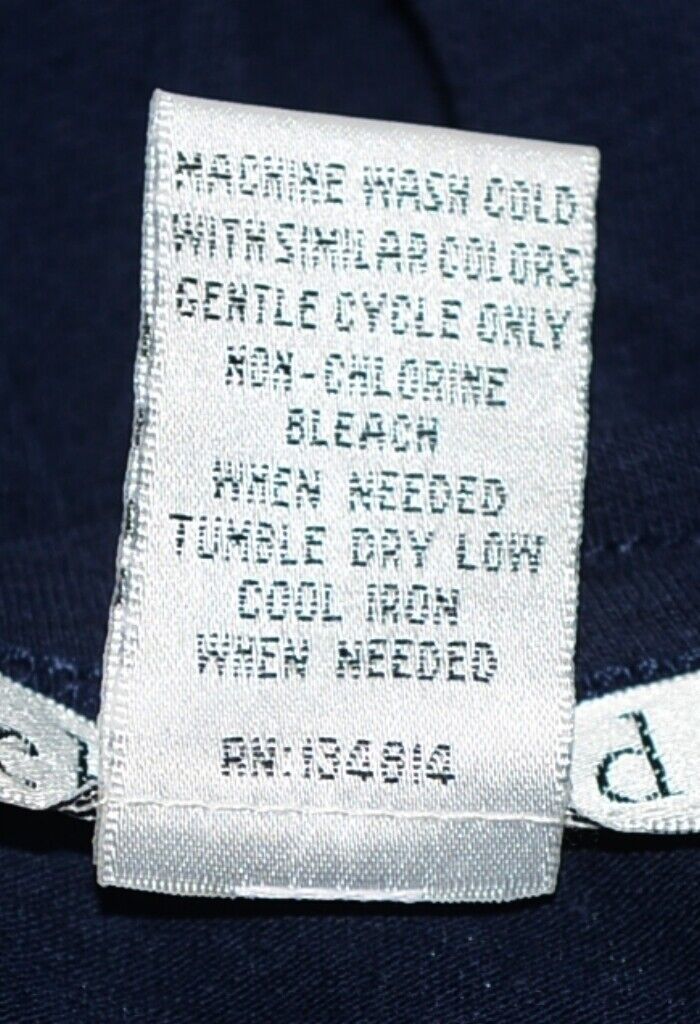 MACHINE WASH COLD
WITH SIMILAR COLORS
GENTLE CYCLE ONLY
NON-CHLORINE
BLEACH
WHEN NEEDED
TUMBLE DRY LOW
COOL IRON
WHEN NEEDED
RN:134814